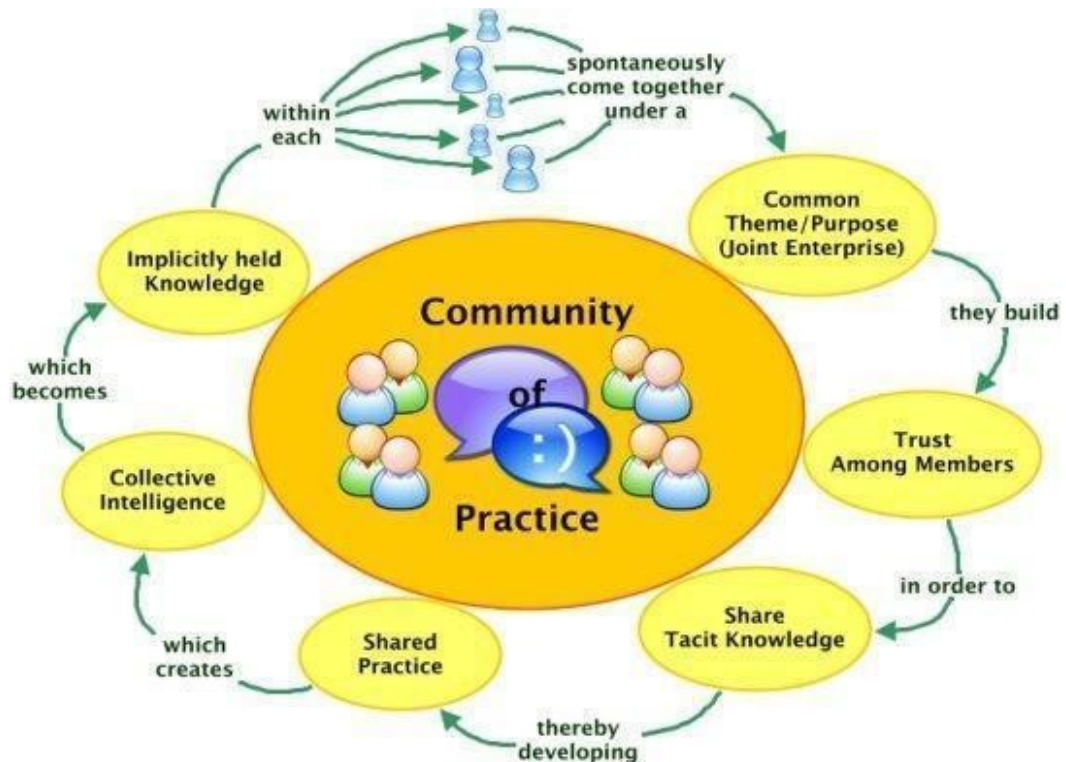 spontaneously
come together
under a
within
each
Common
Theme/Purpose
(Joint Enterprise)
they build
Trust
Among Members
in order to
Share
Tacit Knowledge
thereby
developing
Shared
Practice
which
creates
Collective
Intelligence
which
becomes
Implicitly held
Knowledge
Community
of
:)
Practice